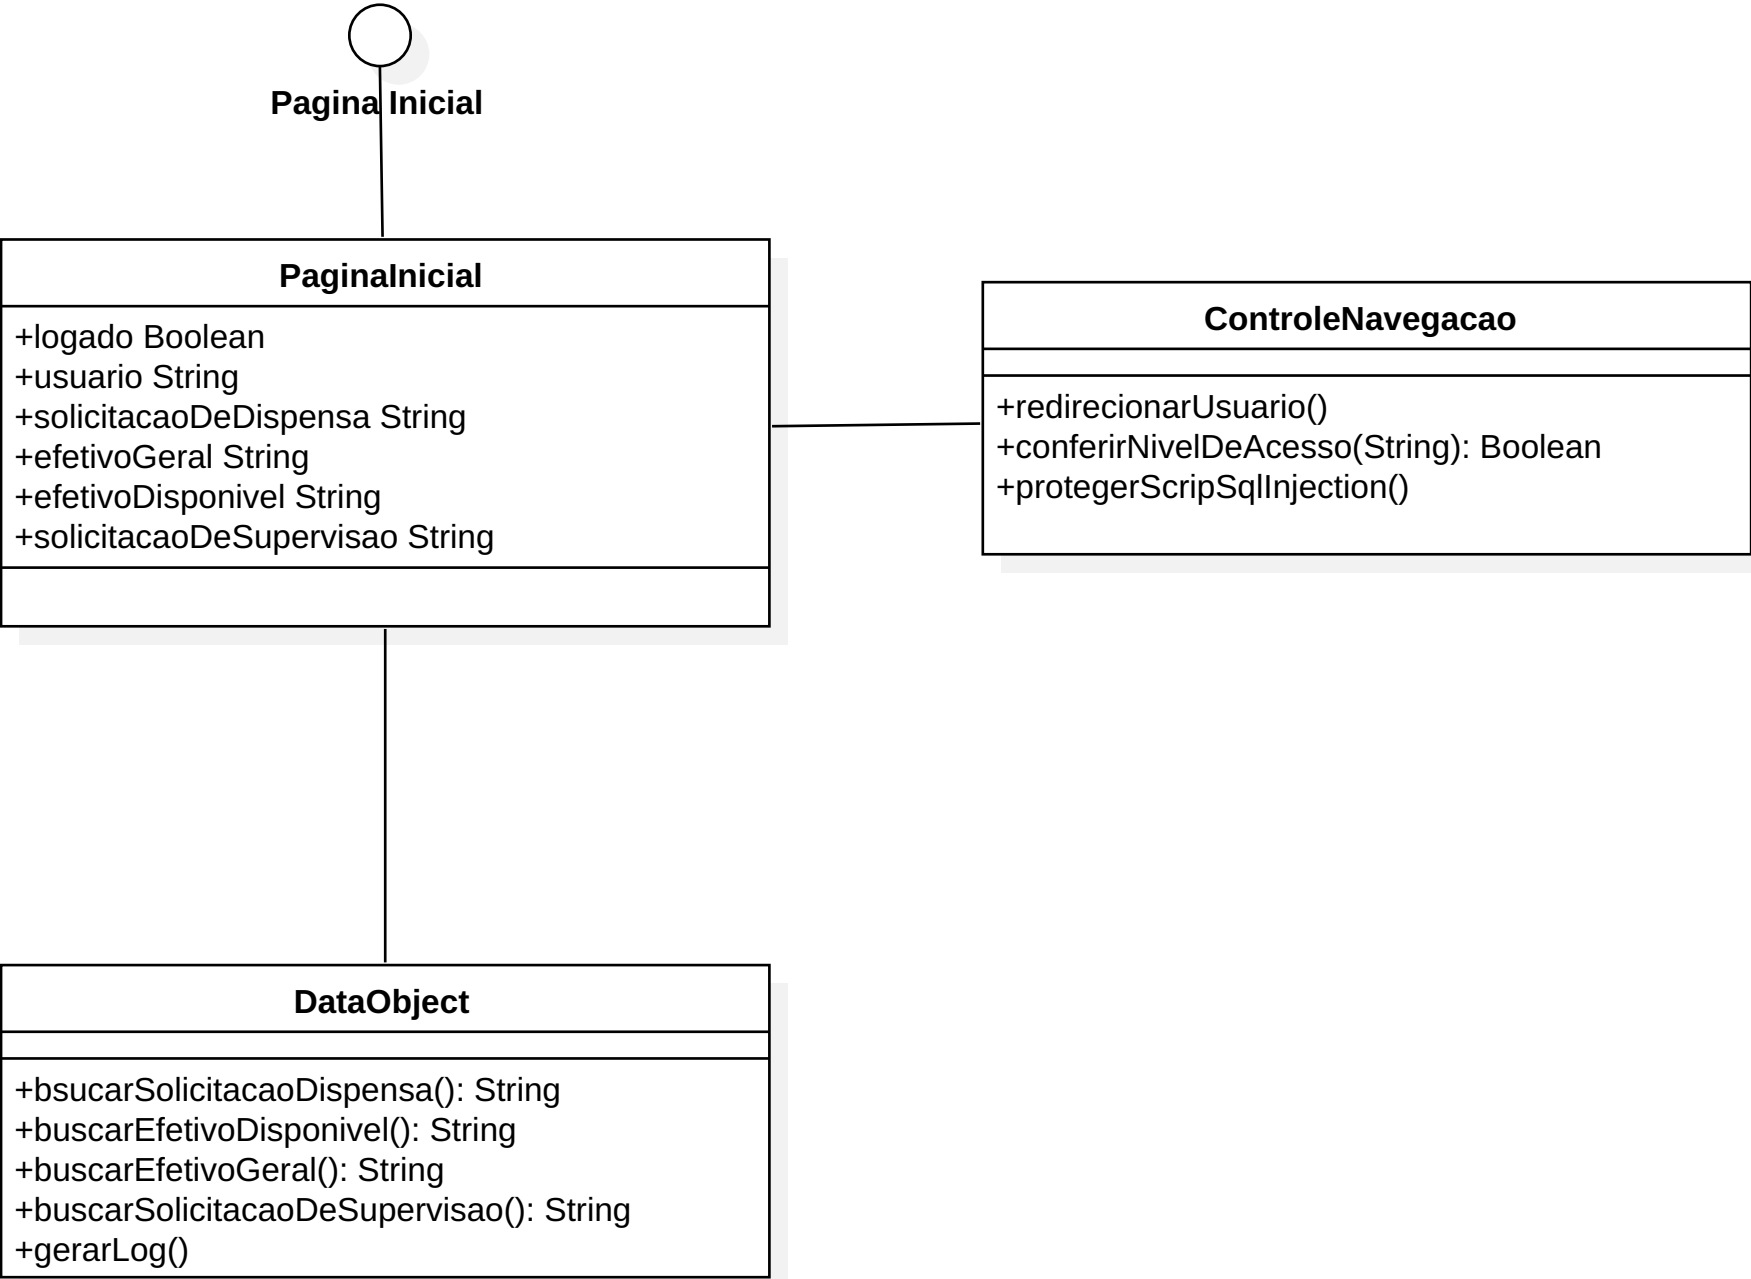 Pagina Inicial
PaginaInicial
+logado Boolean
+usuario String
+solicitacaoDeDispensa String
+efetivoGeral String
+efetivoDisponivel String
+solicitacaoDeSupervisao String
ControleNavegacao
+redirecionarUsuario()
+conferirNivelDeAcesso(String): Boolean
+protegerScripSqlInjection()
DataObject
+bsucarSolicitacaoDispensa(): String
+buscarEfetivoDisponivel(): String
+buscarEfetivoGeral(): String
+buscarSolicitacaoDeSupervisao(): String
+gerarLog()